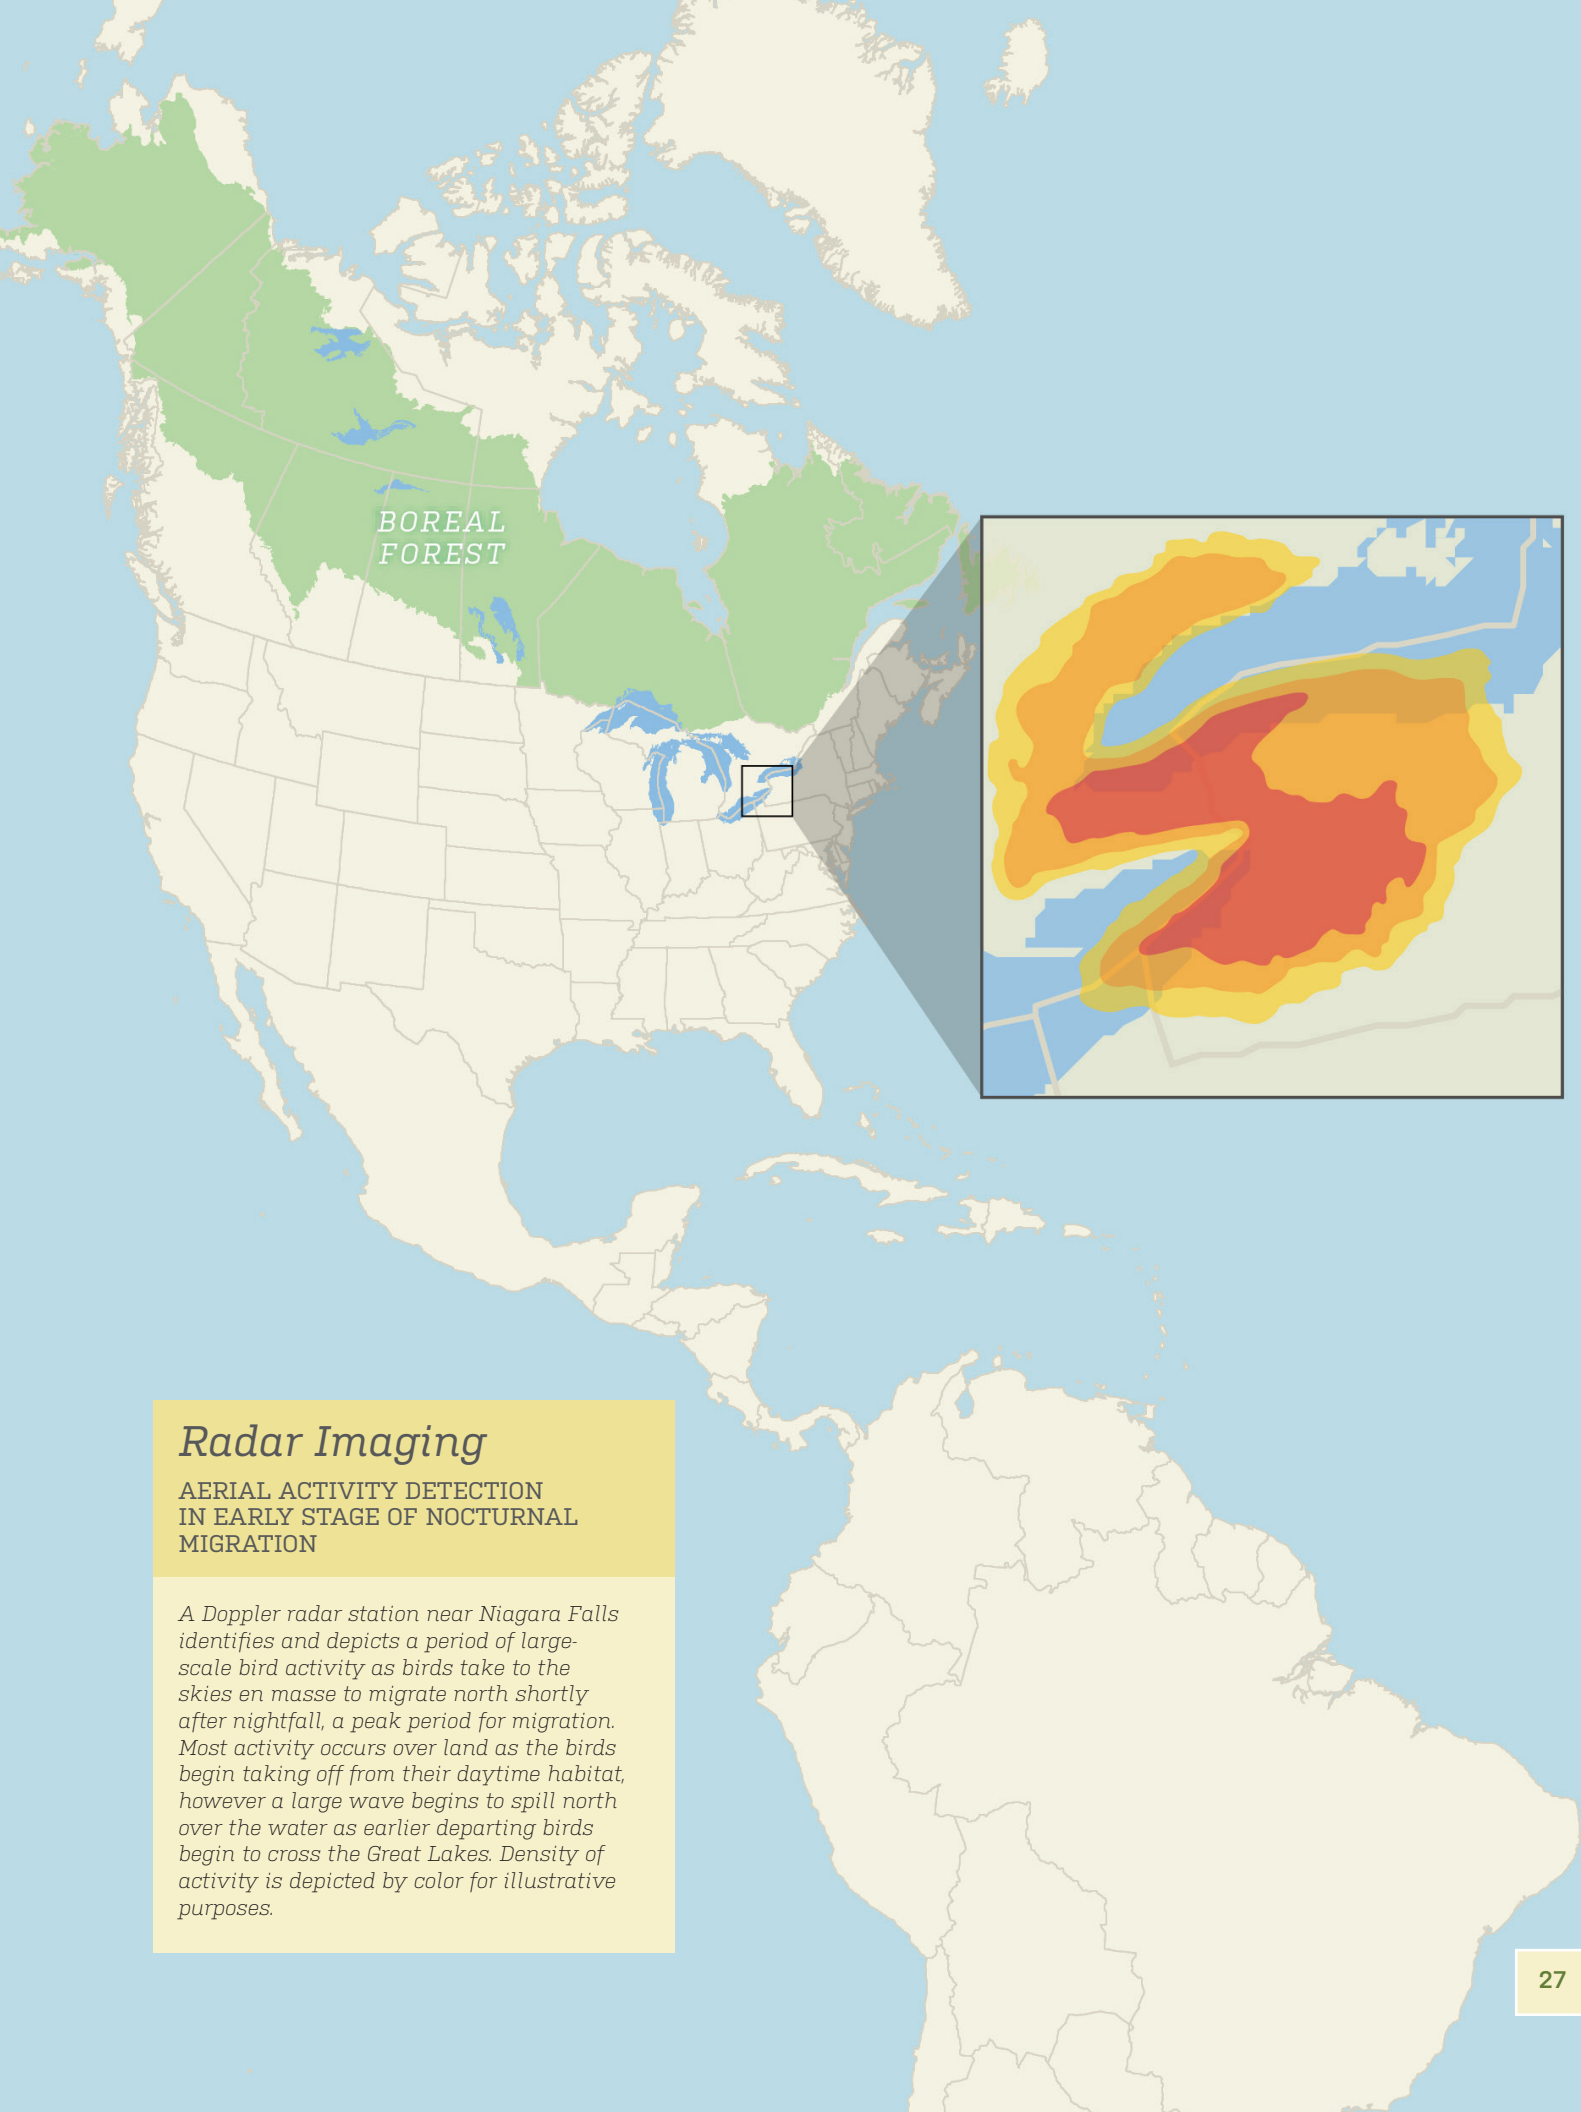 BOREAL
FOREST
Radar Imaging
AERIAL ACTIVITY DETECTION
IN EARLY STAGE OF NOCTURNAL
MIGRATION
A Doppler radar station near Niagara Falls
identifies and depicts a period of large-
scale bird activity as birds take to the
skies en masse to migrate north shortly
after nightfall, a peak period for migration.
Most activity occurs over land as the birds
begin taking off from their daytime habitat,
however a large wave begins to spill north
over the water as earlier departing birds
begin to cross the Great Lakes. Density of
activity is depicted by color for illustrative
purposes.
27